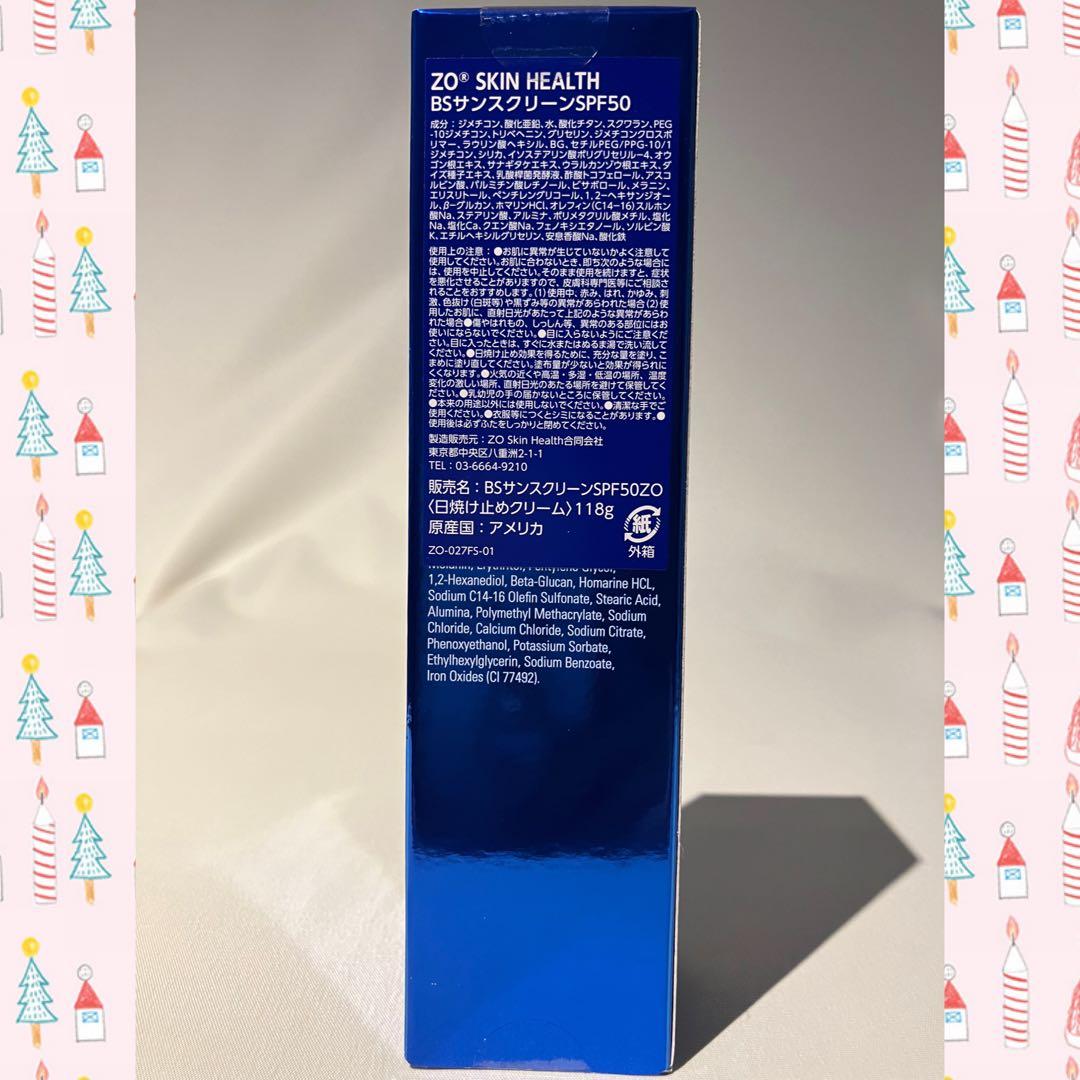 ZO® SKIN HEALTH
BSサンスクリーンSPF50
成分：ジメチコン、酸化亜鉛、水、酸化チタン、スクワラン、PEG
-10ジメチコン、トリベヘニン、グリセリン、ジメチコンクロスポ
リマー、ラウリン酸ヘキシル、BG、セチルPEG/PPG-10/1
ジメチコン、シリカ、イソステアリン酸ポリグリセリル-4、オウ
ゴン根エキス、サナギタケエキス、ウラルカンゾウ根エキス、ダ
イズ種子エキス、乳酸桿菌発酵液、酢酸トコフェロール、アスコ
ルビン酸、パルミチン酸レチノール、ビサボロール、メラニン、
エリスリトール、ペンチレングリコール、1，2-ヘキサンジオー
ル、β-グルカン、ホマリンHCl、オレフィン(C14-16)スルホン
酸Na、ステアリン酸、アルミナ、ポリメタクリル酸メチル、塩化
Na、塩化Ca、クエン酸Na、フェノキシエタノール、ソルビン酸
K、エチルヘキシルグリセリン、安息香酸Na、酸化鉄
使用上の注意：●お肌に異常が生じていないかよく注意して
使用してください。お肌に合わないとき、即ち次のような場合に
は、使用を中止してください。そのまま使用を続けますと、症状
を悪化させることがありますので、皮膚科専門医等にご相談さ
れることをおすすめします。(1)使用中、赤み、はれ、かゆみ、刺
激、色抜け(白斑等)や黒ずみ等の異常があらわれた場合(2)使
用したお肌に、直射日光があたって上記のような異常があらわ
れた場合●傷やはれもの、しっしん等、異常のある部位にはお
使いにならないでください。●目に入らないようにご注意くださ
い。目に入ったときは、すぐに水またはぬるま湯で洗い流して
ください。●日焼け止め効果を得るために、充分な量を塗り、こ
まめに塗り直してください。塗布量が少ないと効果が得られに
くくなります。●火気の近くや高温・多湿・低温の場所、温度
変化の激しい場所、直射日光のあたる場所を避けて保管してく
ださい。●乳幼児の手の届かないところに保管してください。
●本来の用途以外には使用しないでください。●清潔な手でご
使用ください。●衣服等につくとシミになることがあります。●
使用後は必ずふたをしっかりと閉めてください。
製造販売元：ZO Skin Health合同会社
東京都中央区八重洲2-1-1
TEL：03-6664-9210
販売名：BSサンスクリーンSPF50ZO
〈日焼け止めクリーム〉118g
原産国：アメリカ
紙
外箱
ZO-027FS-01
Melanin, Erythritol, Pentylene Glycol,
1,2-Hexanediol, Beta-Glucan, Homarine HCL,
Sodium C14-16 Olefin Sulfonate, Stearic Acid,
Alumina, Polymethyl Methacrylate, Sodium
Chloride, Calcium Chloride, Sodium Citrate,
Phenoxyethanol, Potassium Sorbate,
Ethylhexylglycerin, Sodium Benzoate,
Iron Oxides (CI 77492).